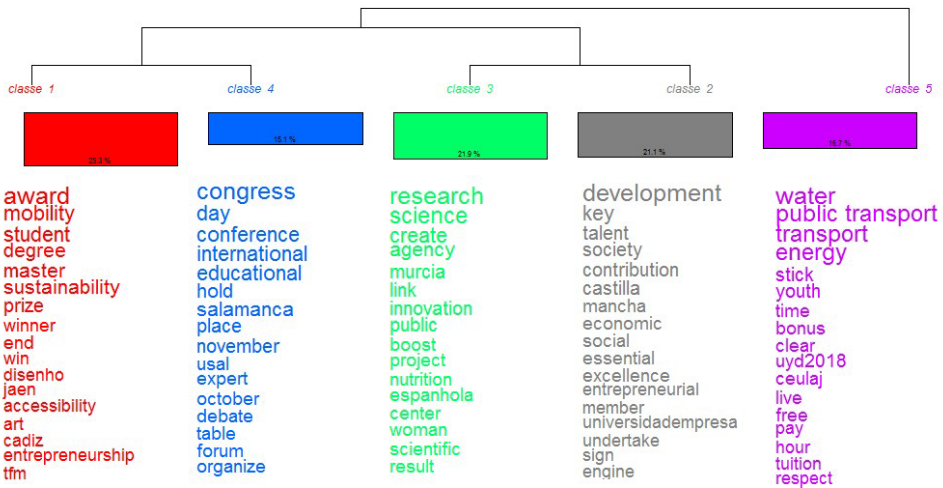 classe 1
classe 4
classe 3
classe 2
classe 5
15.1 %
21.9 %
21.1 %
16.7 %
award
mobility
student
degree
master
sustainability
prize
winner
end
win
disenho
jaen
accessibility
art
cadiz
entrepreneurship
tfm
congress
day
conference
international
educational
hold
salamanca
place
november
usal
expert
october
debate
table
forum
organize
research
science
create
agency
murcia
link
innovation
public
boost
project
nutrition
espanhola
center
woman
scientific
result
development
key
talent
society
contribution
castilla
mancha
economic
social
essential
excellence
entrepreneurial
member
universidadempresa
undertake
sign
engine
water
public transport
transport
energy
stick
youth
time
bonus
clear
uyd2018
ceulaj
live
free
pay
hour
tuition
respect